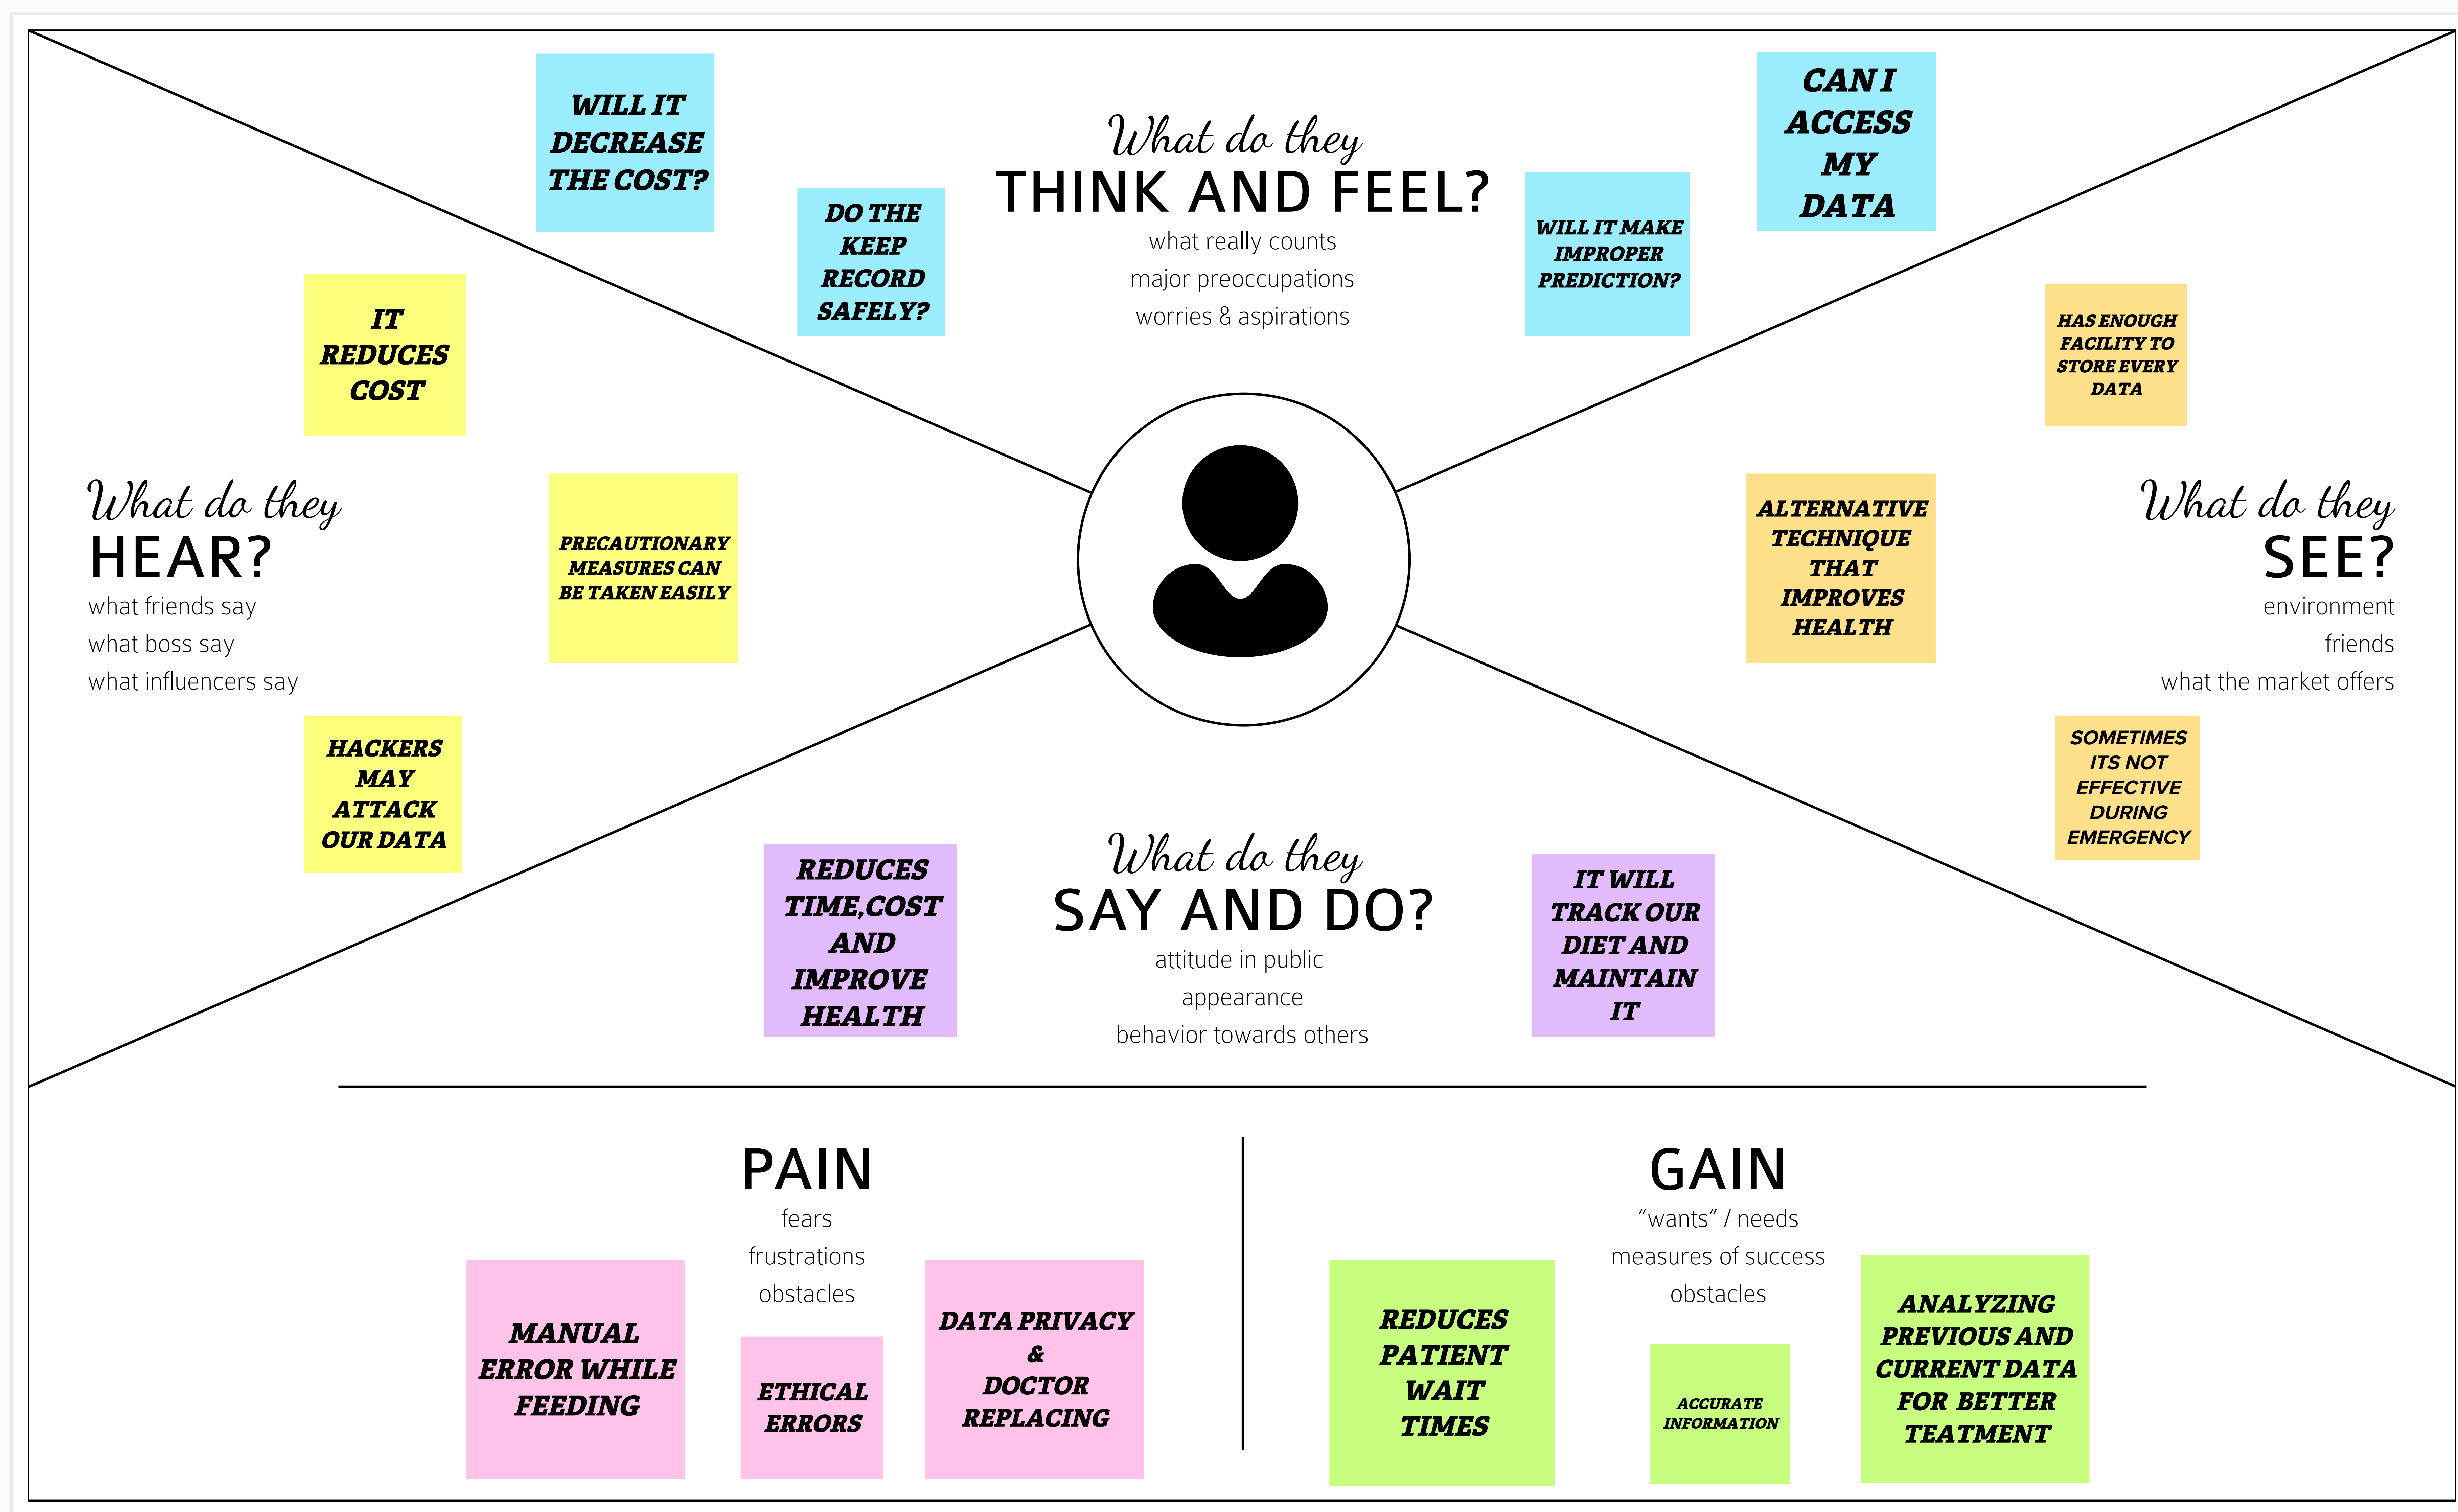 WILL IT
DECREASE
THE COST?
DO THE
KEEP
RECORD
SAFELY?
What do they
THINK AND FEEL?
what really counts
major preoccupations
worries & aspirations
WILL IT MAKE
IMPROPER
PREDICTION?
CAN I
ACCESS
MY
DATA
IT
REDUCES
COST
What do they
HEAR?
what friends say
what boss say
what influencers say
PRECAUTIONARY
MEASURES CAN
BE TAKEN EASILY
HACKERS
MAY
ATTACK
OUR DATA
HAS ENOUGH
FACILITY TO
STORE EVERY
DATA
ALTERNATIVE
TECHNIQUE
THAT
IMPROVES
HEALTH
What do they
SEE?
environment
friends
what the market offers
SOMETIMES
ITS NOT
EFFECTIVE
DURING
EMERGENCY
REDUCES
TIME,COST
AND
IMPROVE
HEALTH
What do they
SAY AND DO?
attitude in public
appearance
behavior towards others
IT WILL
TRACK OUR
DIET AND
MAINTAIN
IT
PAIN
fears
frustrations
obstacles
MANUAL
ERROR WHILE
FEEDING
ETHICAL
ERRORS
DATA PRIVACY
&
DOCTOR
REPLACING
GAIN
“wants” / needs
measures of success
obstacles
REDUCES
PATIENT
WAIT
TIMES
ACCURATE
INFORMATION
ANALYZING
PREVIOUS AND
CURRENT DATA
FOR BETTER
TEATMENT